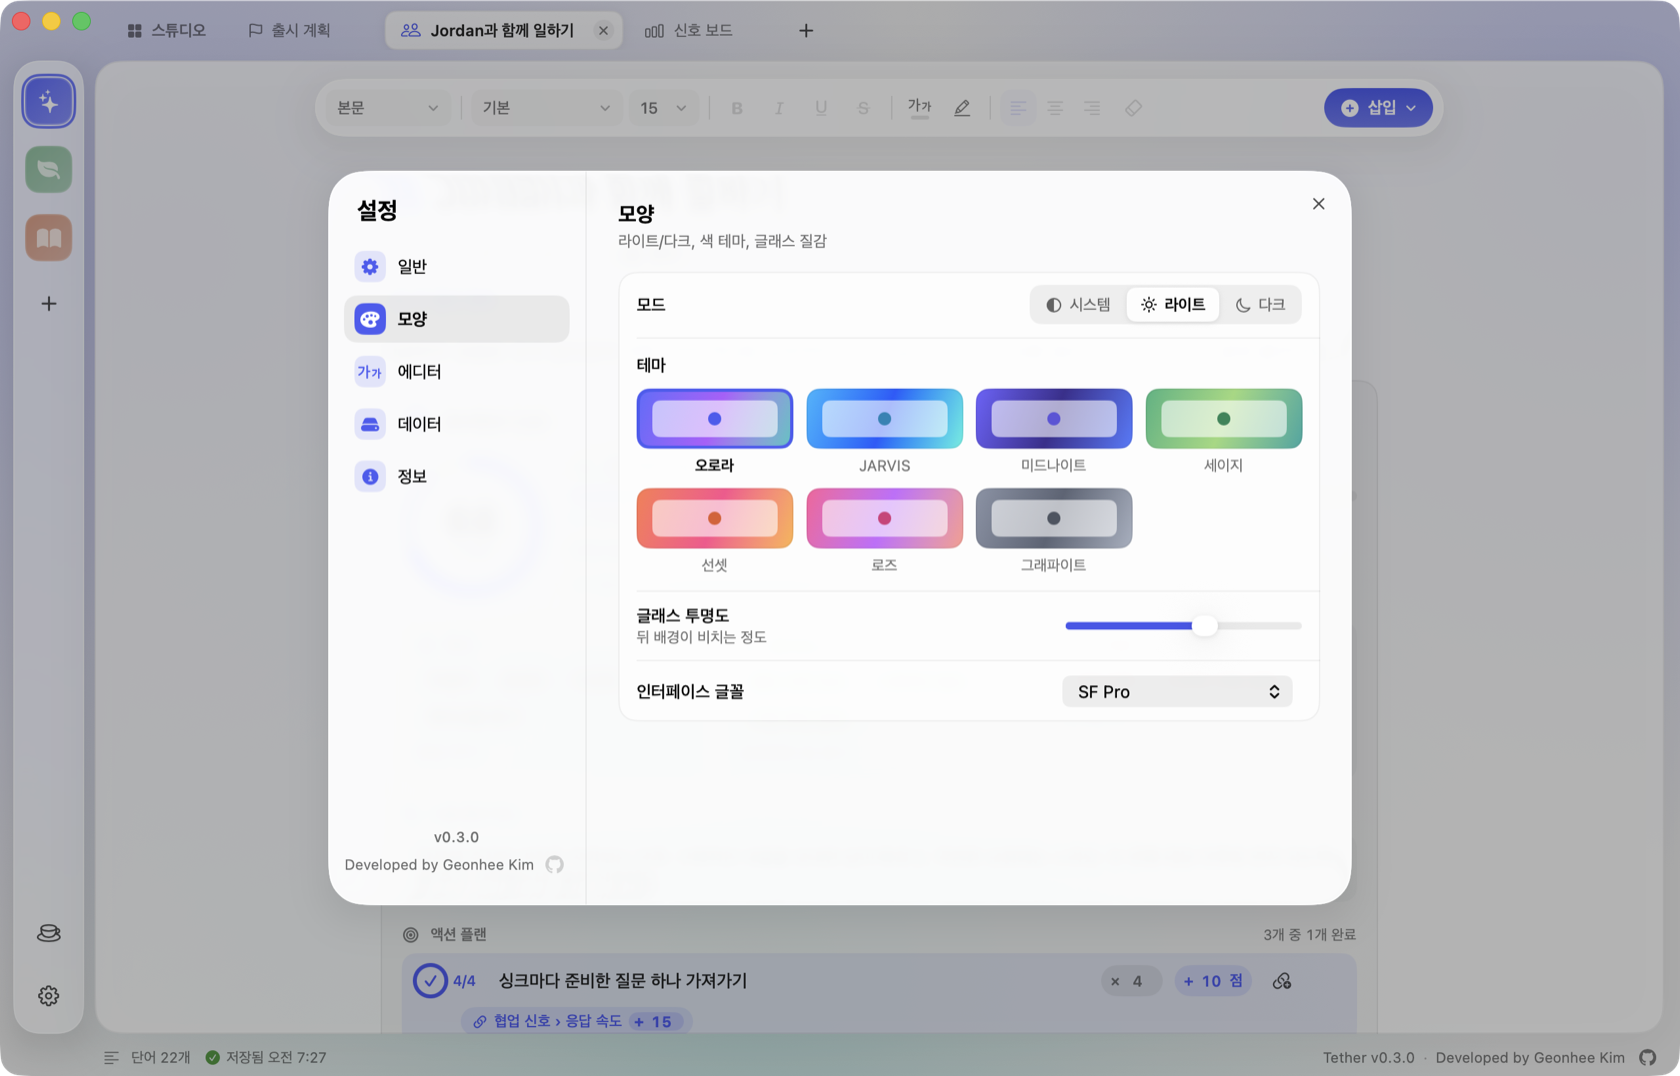 스튜디오
출시 계획
Jordan과 함께 일하기
신호 보드
본문
기본
15
B
I
U
S
가가
삽입
설정
일반
모양
가가 에디터
데이터
정보
v0.3.0
Developed by Geonhee Kim
모양
라이트/다크, 색 테마, 글래스 질감
모드
시스템
라이트
다크
테마
오로라
JARVIS
미드나이트
세이지
선셋
로즈
그래파이트
글래스 투명도
뒤 배경이 비치는 정도
인터페이스 글꼴
SF Pro
액션 플랜
3개 중 1개 완료
4/4
싱크마다 준비한 질문 하나 가져가기
× 4
+ 10 점
협업 신호 › 응답 속도 + 15
단어 22개
저장됨 오전 7:27
Tether v0.3.0 · Developed by Geonhee Kim